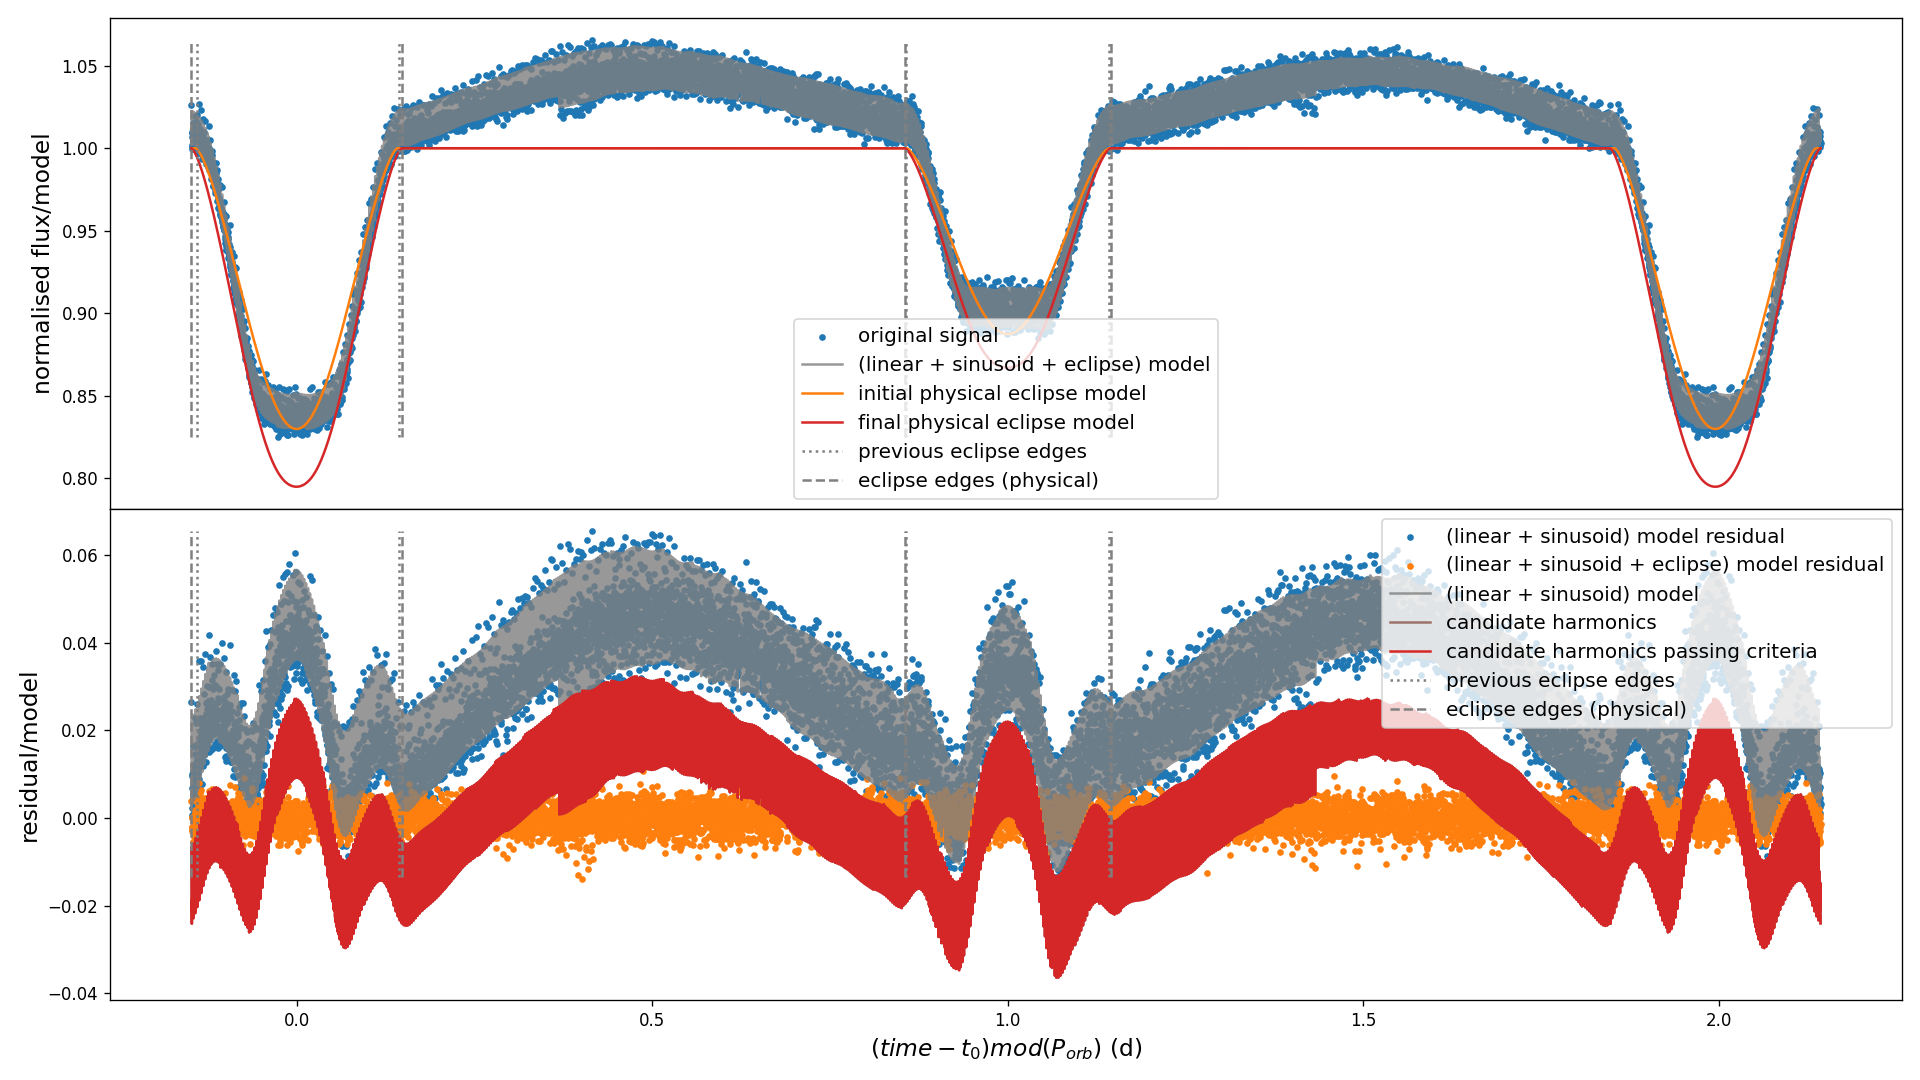 normalised flux/model
1.05
1.00
0.95
0.90
0.85
0.80
original signal
(linear + sinusoid + eclipse) model
initial physical eclipse model
final physical eclipse model
previous eclipse edges
eclipse edges (physical)
residual/model
0.06
0.04
0.02
0.00
−0.02
−0.04
(linear + sinusoid) model residual
(linear + sinusoid + eclipse) model residual
(linear + sinusoid) model
candidate harmonics
candidate harmonics passing criteria
previous eclipse edges
eclipse edges (physical)
0.0 0.5 1.0 1.5 2.0
(time − t₀)mod(P_orb) (d)